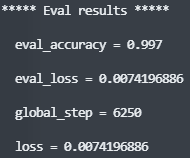 ***** Eval results *****
eval_accuracy = 0.997
eval_loss = 0.0074196886
global_step = 6250
loss = 0.0074196886